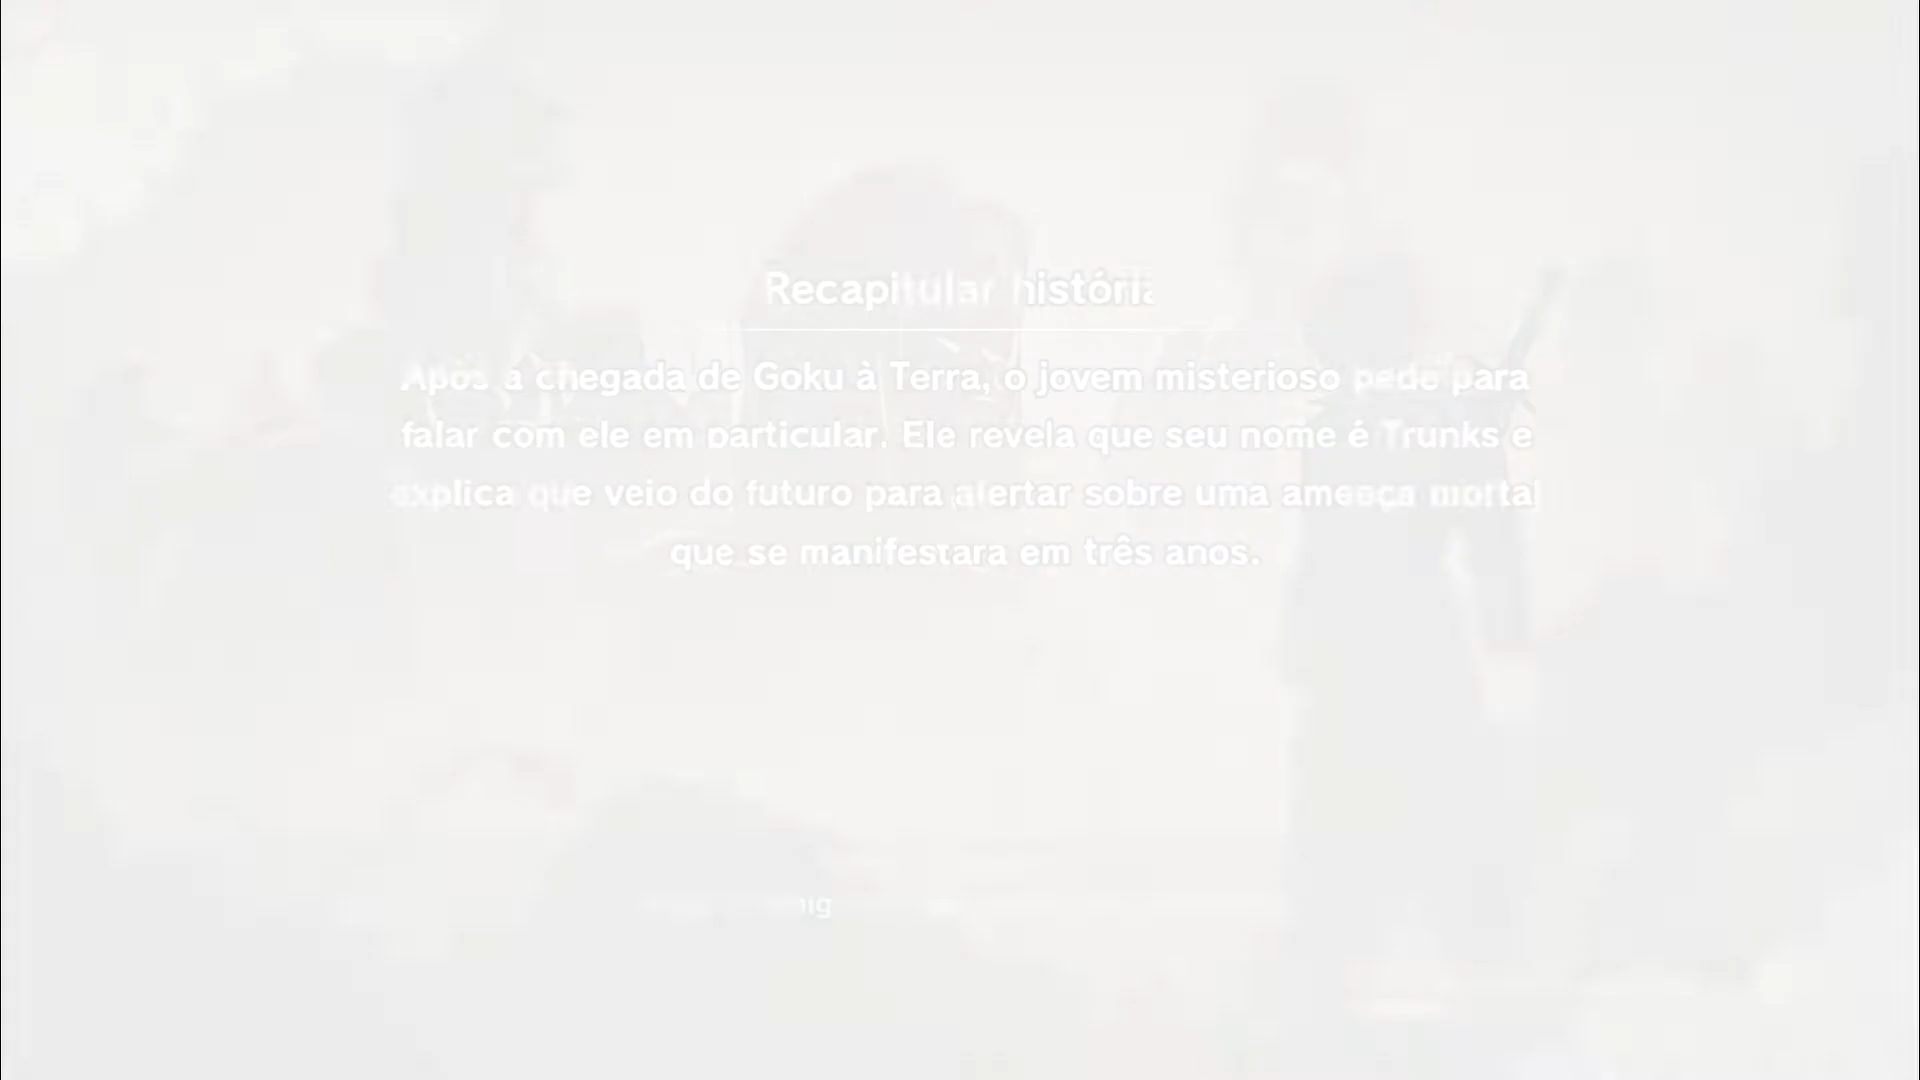 Recapitular história
Após a chegada de Goku à Terra, o jovem misterioso pede para
falar com ele em particular. Ele revela que seu nome é Trunks e
explica que veio do futuro para alertar sobre uma ameaça mortal
que se manifestara em três anos.